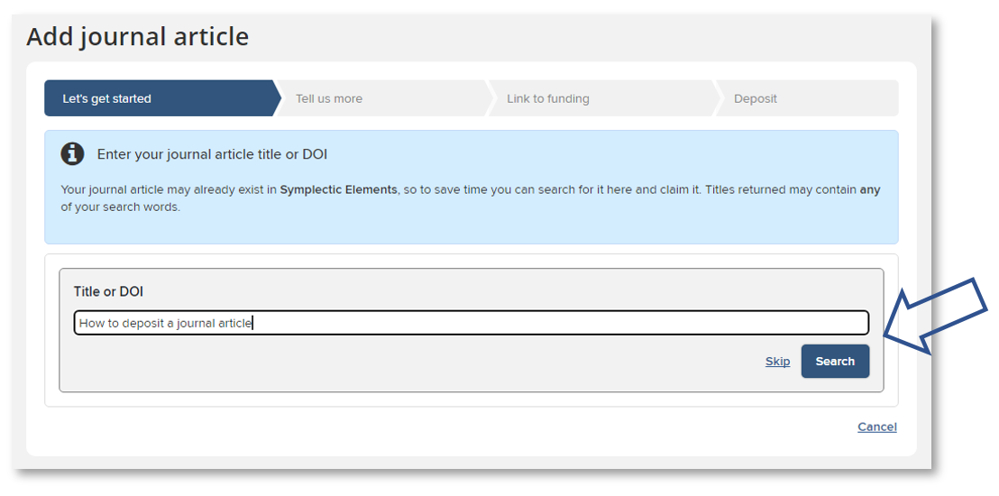 Add journal article
Let's get started
Tell us more
Link to funding
Deposit
Enter your journal article title or DOI
Your journal article may already exist in Symplectic Elements, so to save time you can search for it here and claim it. Titles returned may contain any
of your search words.
Title or DOI
How to deposit a journal article
Skip
Search
Cancel